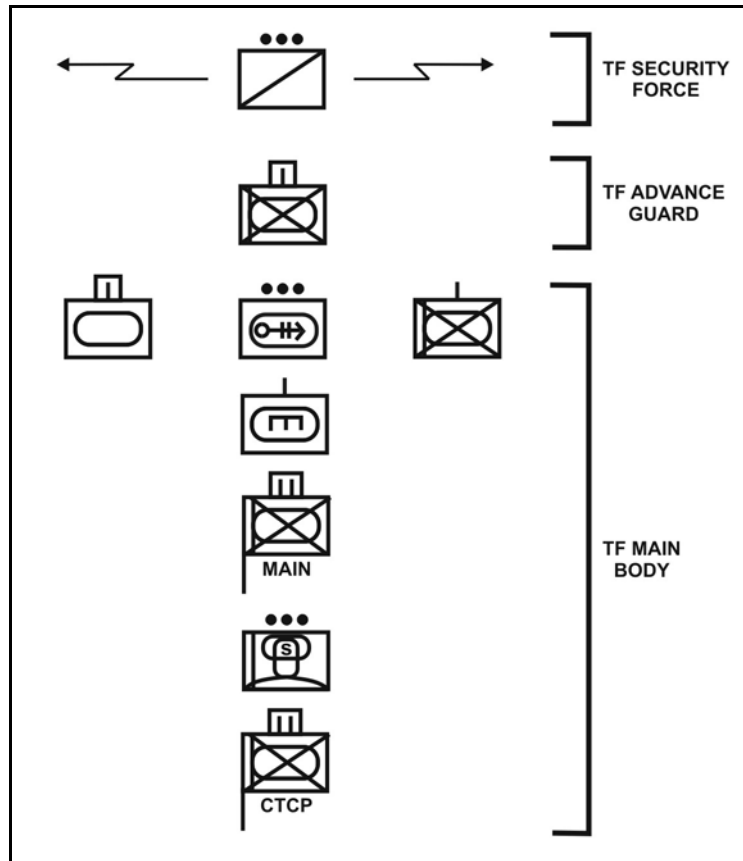 TF SECURITY
FORCE
TF ADVANCE
GUARD
TF MAIN
BODY
MAIN
S
CTCP